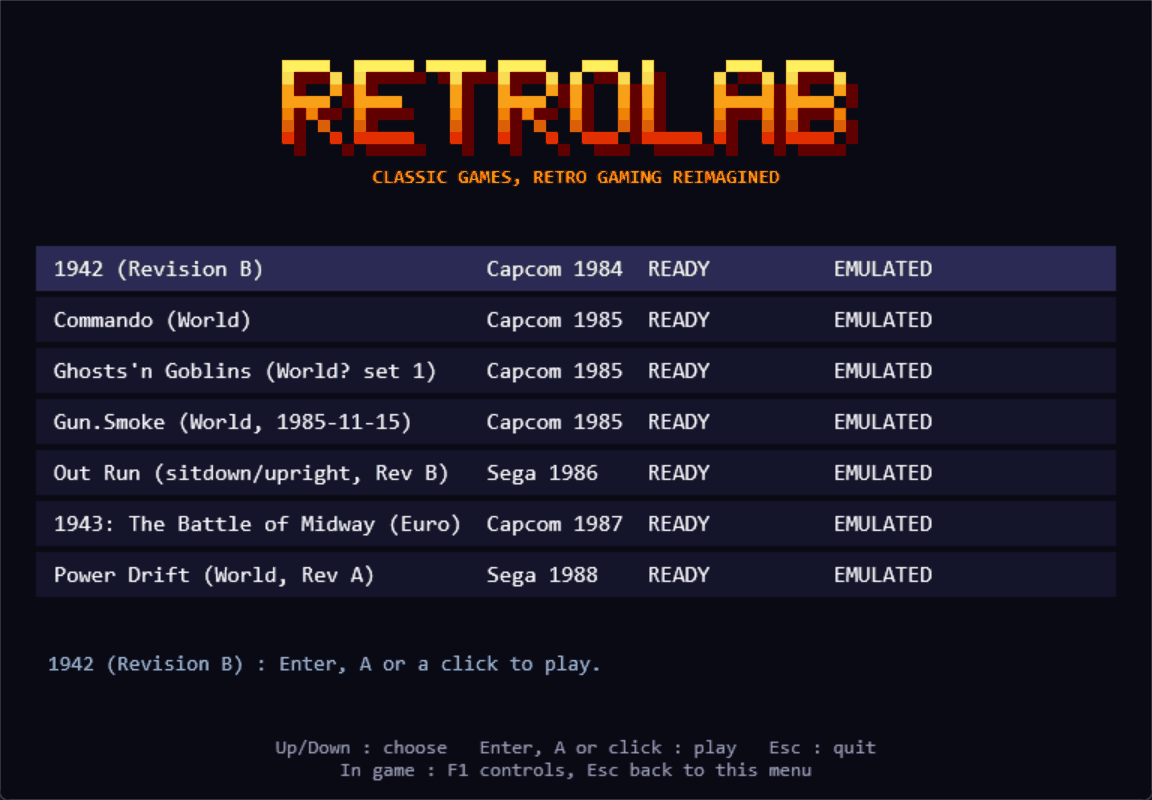 RETROLAB
CLASSIC GAMES, RETRO GAMING REIMAGINED
1942 (Revision B) Capcom 1984 READY EMULATED
Commando (World) Capcom 1985 READY EMULATED
Ghosts'n Goblins (World? set 1) Capcom 1985 READY EMULATED
Gun.Smoke (World, 1985-11-15) Capcom 1985 READY EMULATED
Out Run (sitdown/upright, Rev B) Sega 1986 READY EMULATED
1943: The Battle of Midway (Euro) Capcom 1987 READY EMULATED
Power Drift (World, Rev A) Sega 1988 READY EMULATED
1942 (Revision B) : Enter, A or a click to play.
Up/Down : choose Enter, A or click : play Esc : quit
In game : F1 controls, Esc back to this menu